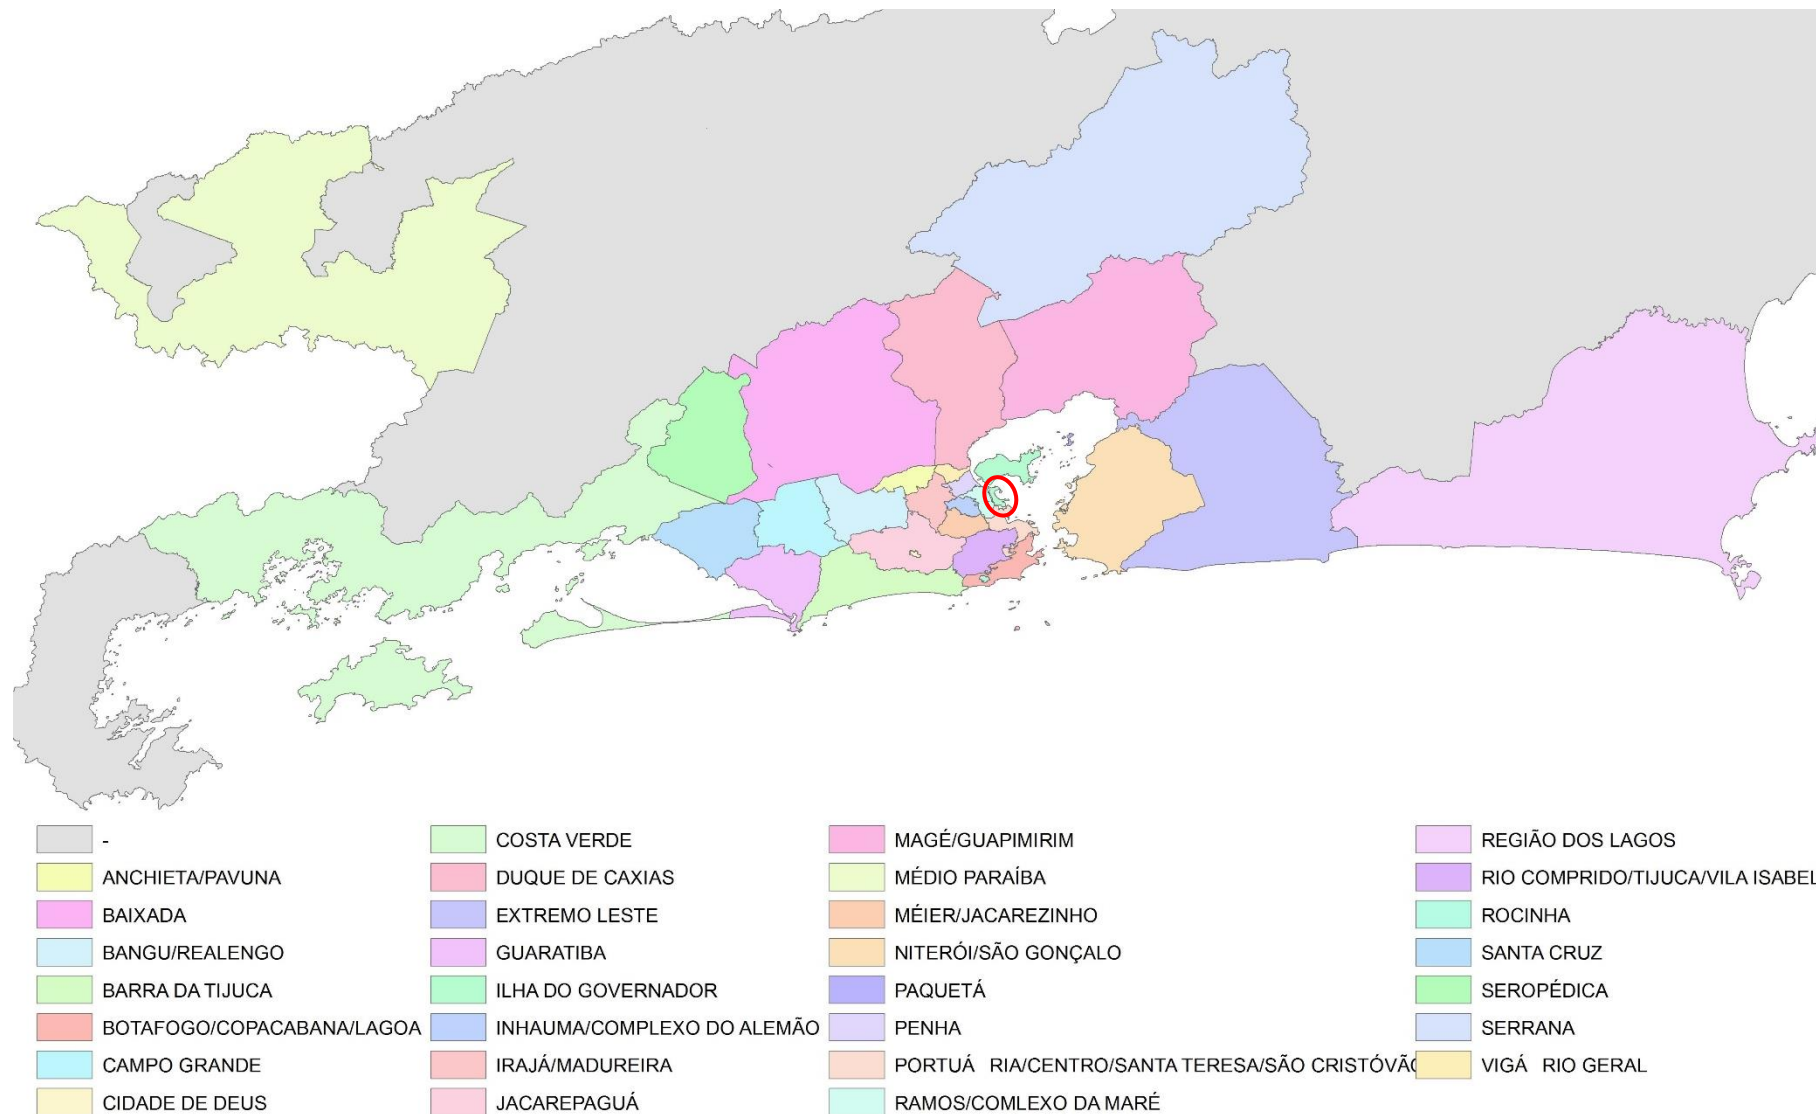 -
ANCHIETA/PAVUNA
BAIXADA
BANGU/REALENGO
BARRA DA TIJUCA
BOTAFOGO/COPACABANA/LAGOA
CAMPO GRANDE
CIDADE DE DEUS
COSTA VERDE
DUQUE DE CAXIAS
EXTREMO LESTE
GUARATIBA
ILHA DO GOVERNADOR
INHAUMA/COMPLEXO DO ALEMÃO
IRAJÁ/MADUREIRA
JACAREPAGUÁ
MAGÉ/GUAPIMIRIM
MÉDIO PARAÍBA
MÉIER/JACAREZINHO
NITERÓI/SÃO GONÇALO
PAQUETÁ
PENHA
PORTUÁ RIA/CENTRO/SANTA TERESA/SÃO CRISTÓVÃO
RAMOS/COMLEXO DA MARÉ
REGIÃO DOS LAGOS
RIO COMPRIDO/TIJUCA/VILA ISABEL
ROCINHA
SANTA CRUZ
SEROPÉDICA
SERRANA
VIGÁ RIO GERAL